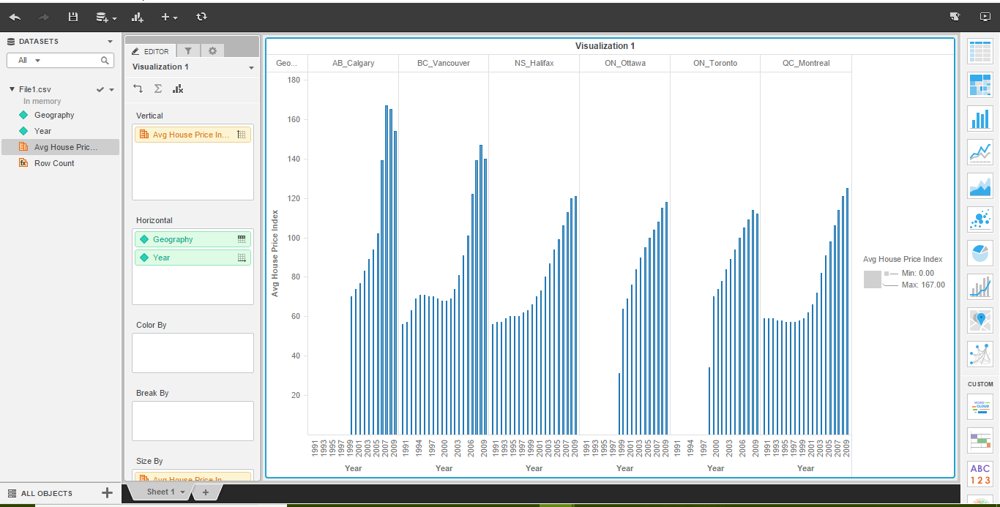 DATASETS
All
File1.csv
In memory
Geography
Year
Avg House Pric...
Row Count
ALL OBJECTS
EDITOR
Visualization 1
Vertical
Avg House Price In...
Horizontal
Geography
Year
Color By
Break By
Size By
Avg House Price In
Visualization 1
Geo... AB_Calgary BC_Vancouver NS_Halifax ON_Ottawa ON_Toronto QC_Montreal
Avg House Price Index
180
160
140
120
100
80
60
40
20
1991 1993 1995 1997 1999 2001 2003 2005 2007 2009 1991 1994 1997 2000 2003 2006 2009 1991 1993 1995 1997 1999 2001 2003 2005 2007 2009 1991 1993 1995 1997 1999 2001 2003 2005 2007 2009 1991 1994 1997 2000 2003 2006 2009 1991 1993 1995 1997 1999 2001 2003 2005 2007 2009
Year Year Year Year Year Year
Avg House Price Index
Min: 0.00
Max: 167.00
Sheet 1
CUSTOM
WORD
CLOUD
ABC
123